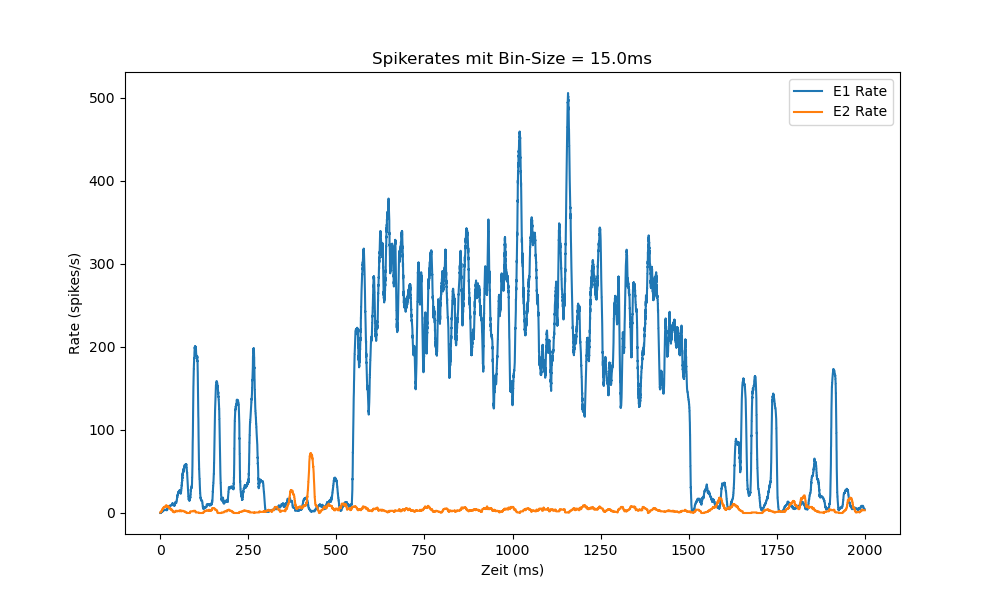 Spikerates mit Bin-Size = 15.0ms
E1 Rate
E2 Rate
500
400
300
200
100
0
Rate (spikes/s)
0 250 500 750 1000 1250 1500 1750 2000
Zeit (ms)